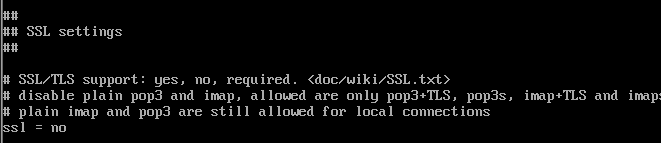 ##
## SSL settings
##
# SSL/TLS support: yes, no, required. <doc/wiki/SSL.txt>
# disable plain pop3 and imap, allowed are only pop3+TLS, pop3s, imap+TLS and imaps
# plain imap and pop3 are still allowed for local connections
ssl = no